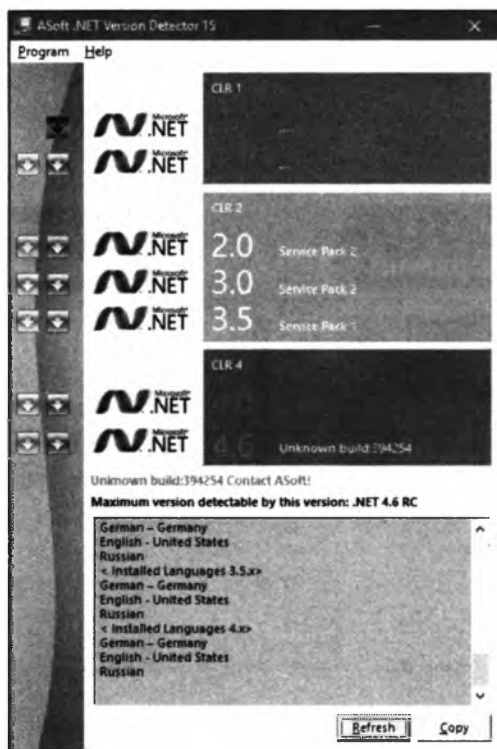 ASoft .NET Version Detector 15
Program Help
CLR 1
Microsoft .NET
...
Microsoft .NET
...
CLR 2
Microsoft .NET
2.0 Service Pack 2
Microsoft .NET
3.0 Service Pack 2
Microsoft .NET
3.5 Service Pack 1
CLR 4
Microsoft .NET
Microsoft .NET
4.6 Unknown build:394254
Unknown build:394254 Contact ASoft!
Maximum version detectable by this version: .NET 4.6 RC
German – Germany
English - United States
Russian
< Installed Languages 3.5.x>
German – Germany
English - United States
Russian
< Installed Languages 4.x>
German – Germany
English - United States
Russian
Refresh Copy